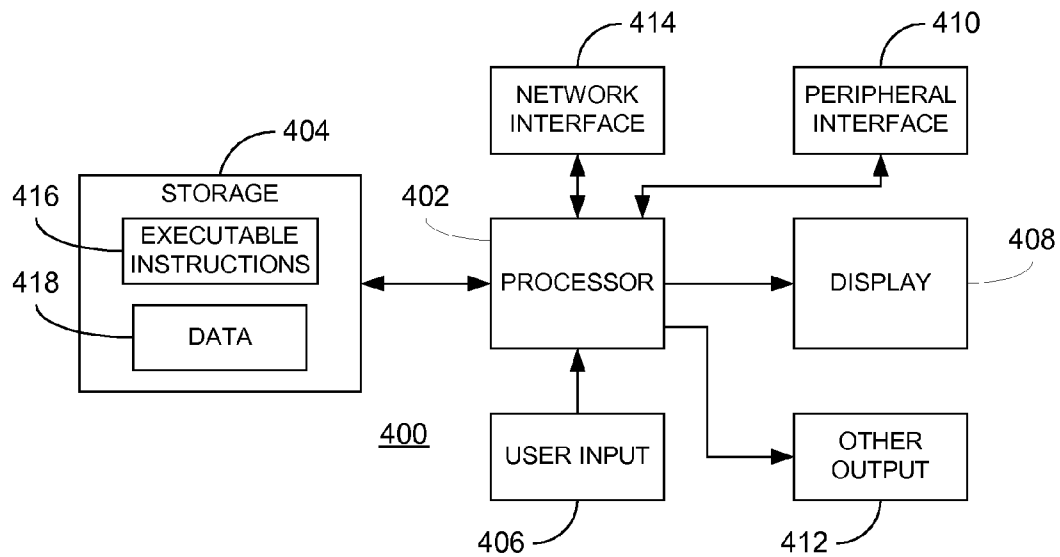 414
410
NETWORK
INTERFACE
PERIPHERAL
INTERFACE
404
STORAGE
416
EXECUTABLE
INSTRUCTIONS
402
408
PROCESSOR
DISPLAY
418
DATA
400
USER INPUT
OTHER
OUTPUT
406
412